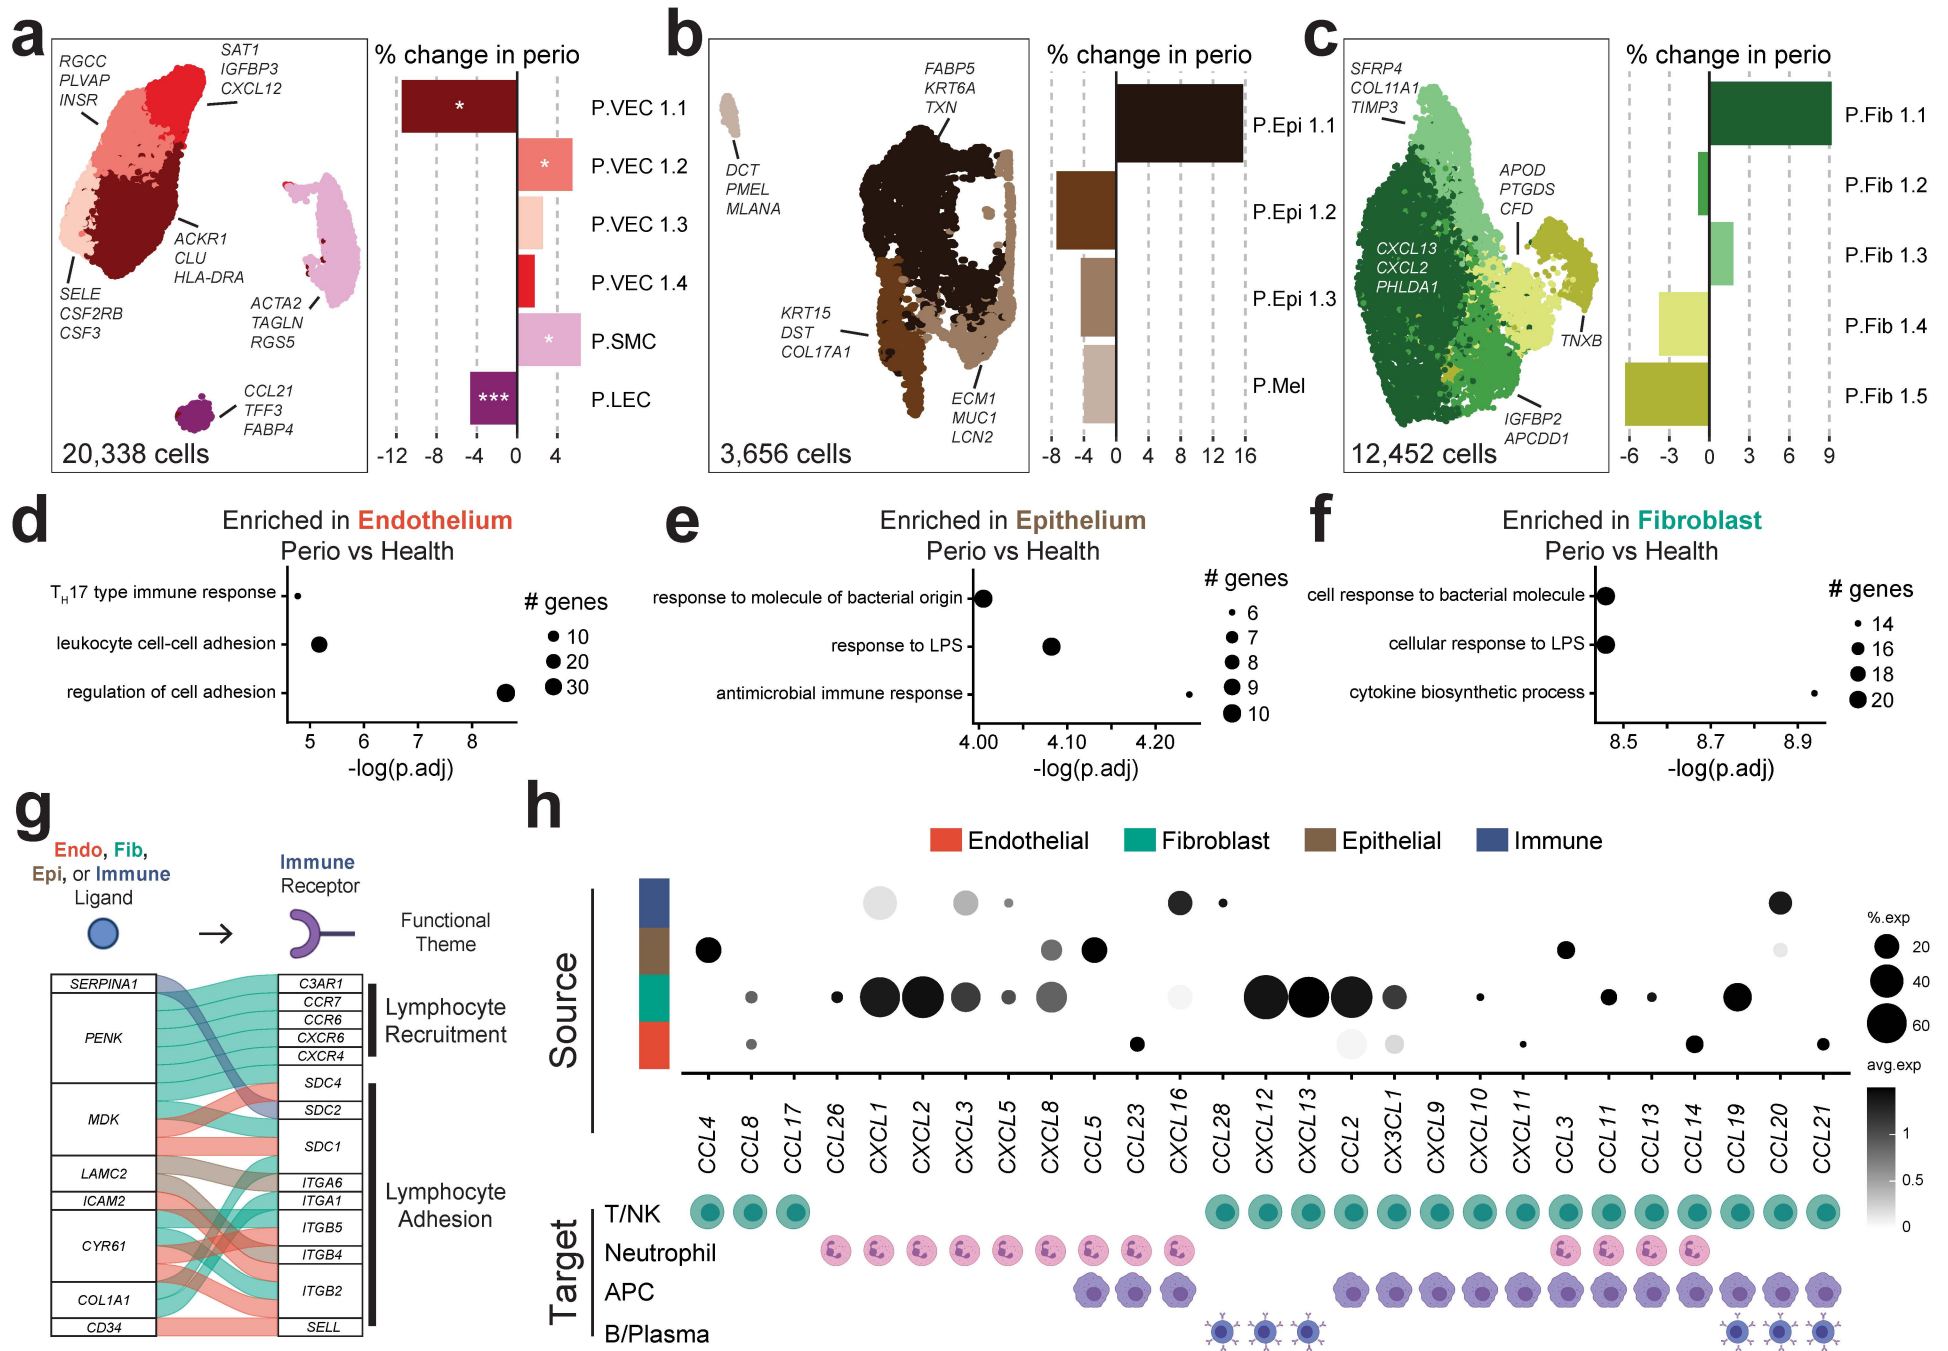 a
RGCC
PLVAP
INSR
SAT1
IGFBP3
CXCL12
ACKR1
CLU
HLA-DRA
SELE
CSF2RB
CSF3
ACTA2
TAGLN
RGS5
CCL21
TFF3
FABP4
20,338 cells
% change in perio
*
P.VEC 1.1
*
P.VEC 1.2
P.VEC 1.3
P.VEC 1.4
*
P.SMC
***
P.LEC
-12 -8 -4 0 4
b
FABP5
KRT6A
TXN
DCT
PMEL
MLANA
KRT15
DST
COL17A1
ECM1
MUC1
LCN2
3,656 cells
% change in perio
P.Epi 1.1
P.Epi 1.2
P.Epi 1.3
P.Mel
-8 -4 0 4 8 12 16
c
SFRP4
COL11A1
TIMP3
APOD
PTGDS
CFD
CXCL13
CXCL2
PHLDA1
TNXB
IGFBP2
APCDD1
12,452 cells
% change in perio
P.Fib 1.1
P.Fib 1.2
P.Fib 1.3
P.Fib 1.4
P.Fib 1.5
-6 -3 0 3 6 9
d
Enriched in Endothelium
Perio vs Health
TH17 type immune response
leukocyte cell-cell adhesion
regulation of cell adhesion
5 6 7 8
-log(p.adj)
# genes
10
20
30
e
Enriched in Epithelium
Perio vs Health
response to molecule of bacterial origin
response to LPS
antimicrobial immune response
4.00 4.10 4.20
-log(p.adj)
# genes
6
7
8
9
10
f
Enriched in Fibroblast
Perio vs Health
cell response to bacterial molecule
cellular response to LPS
cytokine biosynthetic process
8.5 8.7 8.9
-log(p.adj)
# genes
14
16
18
20
g
Endo, Fib,
Epi, or Immune
Ligand
Immune
Receptor
Functional
Theme
SERPINA1
PENK
MDK
LAMC2
ICAM2
CYR61
COL1A1
CD34
C3AR1
CCR7
CCR6
CXCR6
CXCR4
SDC4
SDC2
SDC1
ITGA6
ITGA1
ITGB5
ITGB4
ITGB2
SELL
Lymphocyte
Recruitment
Lymphocyte
Adhesion
h
Endothelial Fibroblast Epithelial Immune
Source
CCL4
CCL8
CCL17
CCL26
CXCL1
CXCL2
CXCL3
CXCL5
CXCL8
CCL5
CCL23
CXCL16
CCL28
CXCL12
CXCL13
CCL2
CX3CL1
CXCL9
CXCL10
CXCL11
CCL3
CCL11
CCL13
CCL14
CCL19
CCL20
CCL21
%.exp
20
40
60
avg.exp
1
0.5
0
Target
T/NK
Neutrophil
APC
B/Plasma